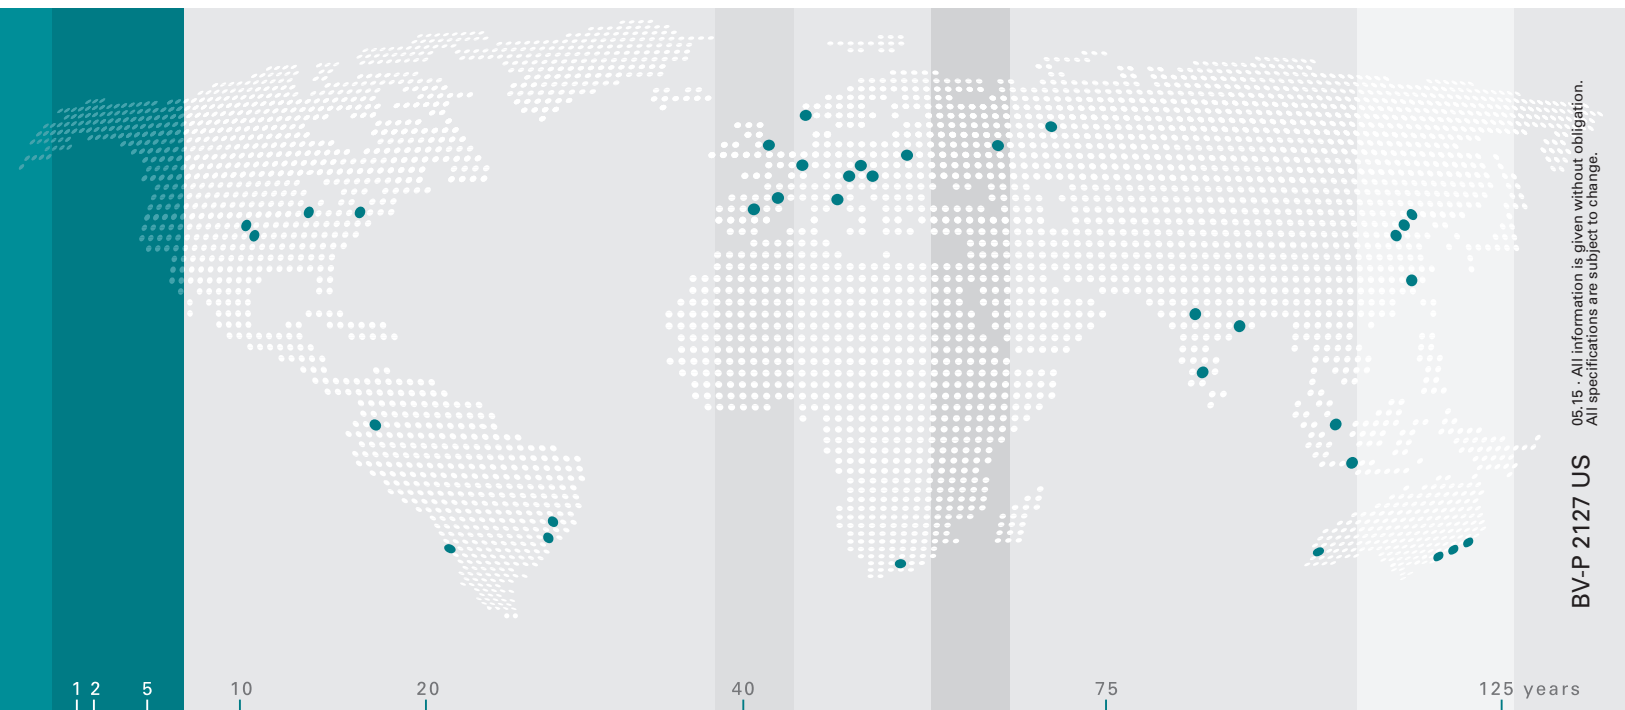 05.15 · All information is given without obligation.
All specifications are subject to change.
BV-P 2127 US
1 2 5 10 20 40 75 125 years